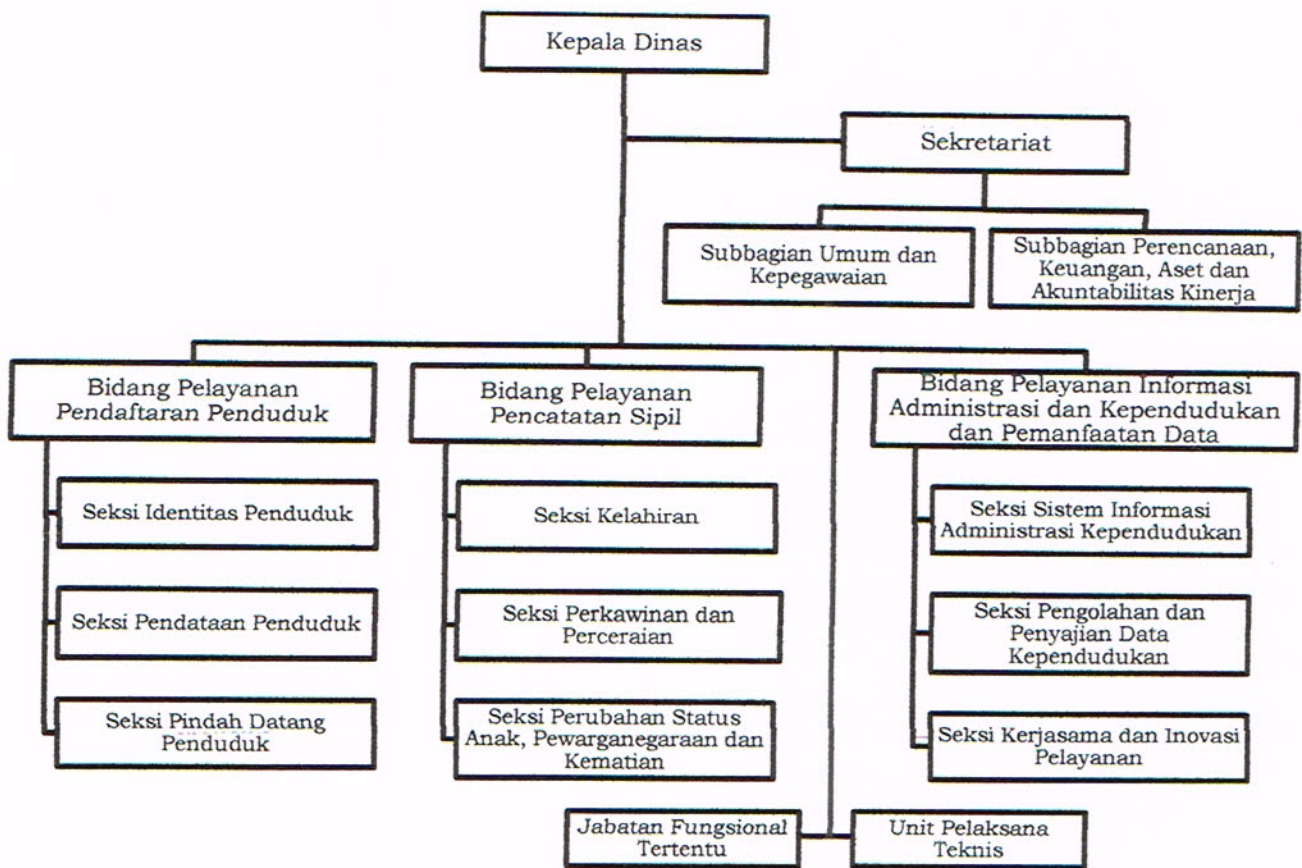 Kepala Dinas
Sekretariat
Subbagian Umum dan
Kepegawaian
Subbagian Perencanaan,
Keuangan, Aset dan
Akuntabilitas Kinerja
Bidang Pelayanan
Pendaftaran Penduduk
Seksi Identitas Penduduk
Seksi Pendataan Penduduk
Seksi Pindah Datang
Penduduk
Bidang Pelayanan
Pencatatan Sipil
Seksi Kelahiran
Seksi Perkawinan dan
Perceraian
Seksi Perubahan Status
Anak, Pewarganegaraan dan
Kematian
Bidang Pelayanan Informasi
Administrasi dan Kependudukan
dan Pemanfaatan Data
Seksi Sistem Informasi
Administrasi Kependudukan
Seksi Pengolahan dan
Penyajian Data
Kependudukan
Seksi Kerjasama dan Inovasi
Pelayanan
Jabatan Fungsional
Tertentu
Unit Pelaksana
Teknis